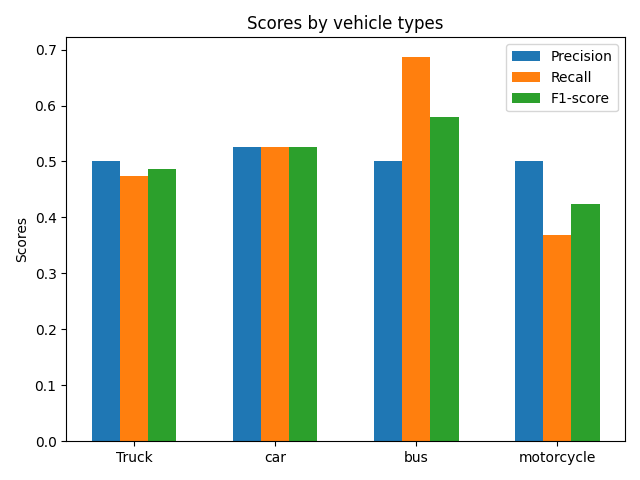 Scores by vehicle types
Precision
Recall
F1-score
Scores
0.7
0.6
0.5
0.4
0.3
0.2
0.1
0.0
Truck car bus motorcycle